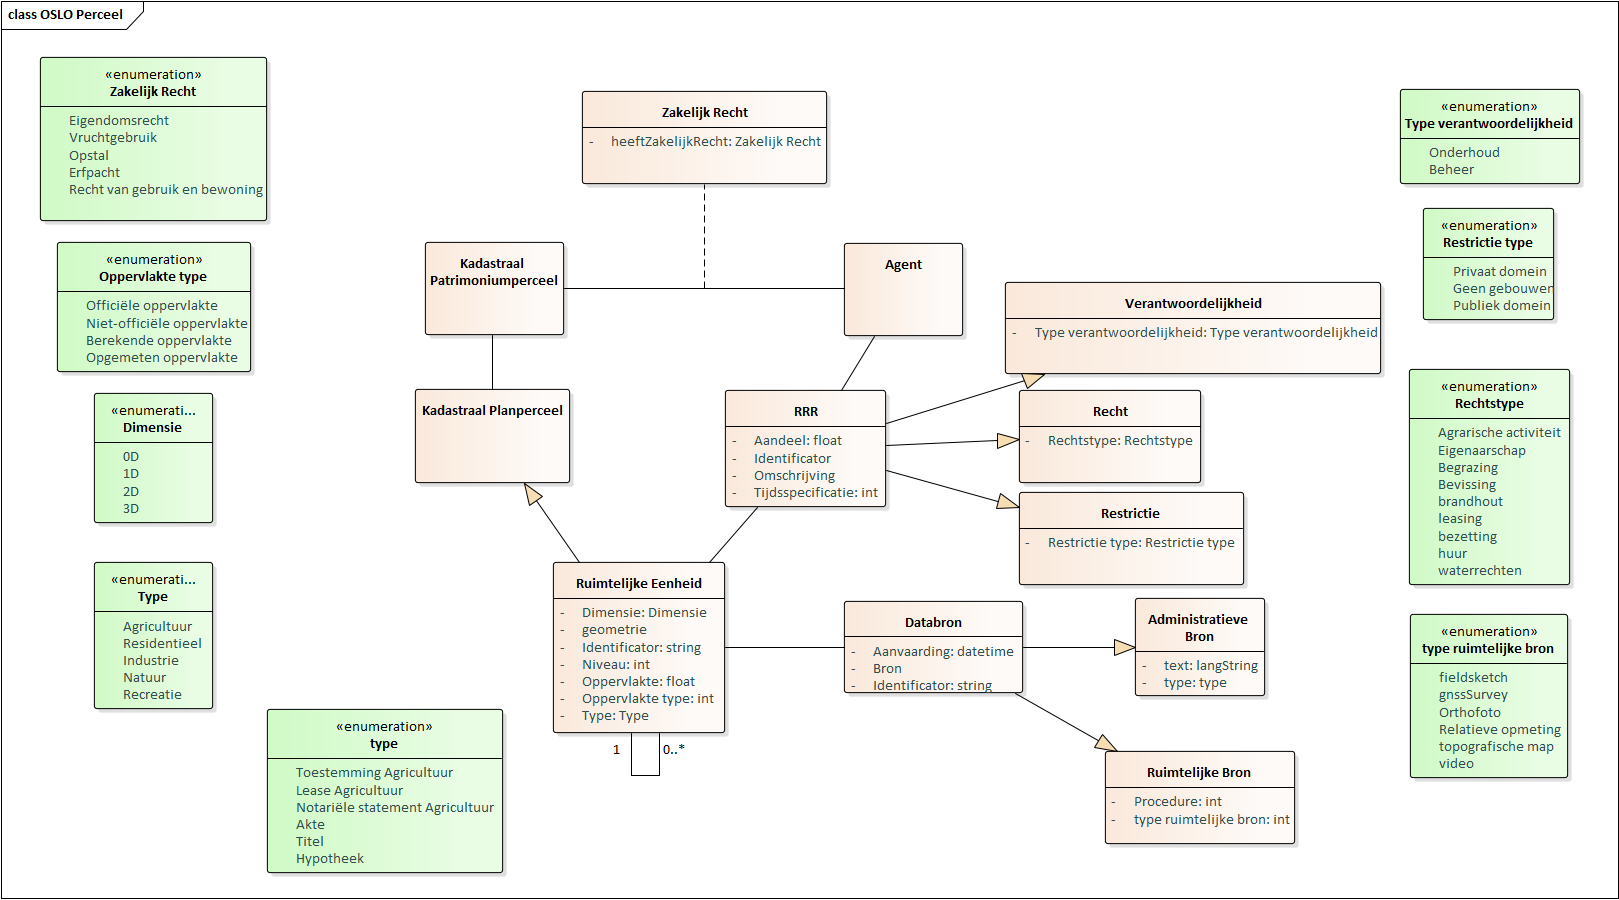 class OSLO Perceel
«enumeration»
Zakelijk Recht
Eigendomsrecht
Vruchtgebruik
Opstal
Erfpacht
Recht van gebruik en bewoning
«enumeration»
Oppervlakte type
Officiële oppervlakte
Niet-officiële oppervlakte
Berekende oppervlakte
Opgemeten oppervlakte
«enumerati...
Dimensie
0D
1D
2D
3D
«enumerati...
Type
Agricultuur
Residentieel
Industrie
Natuur
Recreatie
«enumeration»
type
Toestemming Agricultuur
Lease Agricultuur
Notariële statement Agricultuur
Akte
Titel
Hypotheek
Zakelijk Recht
- heeftZakelijkRecht: Zakelijk Recht
Kadastraal
Patrimoniumperceel
Agent
Kadastraal Planperceel
RRR
- Aandeel: float
- Identificator
- Omschrijving
- Tijdsspecificatie: int
Verantwoordelijkheid
- Type verantwoordelijkheid: Type verantwoordelijkheid
Recht
- Rechtstype: Rechtstype
Restrictie
- Restrictie type: Restrictie type
Ruimtelijke Eenheid
- Dimensie: Dimensie
- geometrie
- Identificator: string
- Niveau: int
- Oppervlakte: float
- Oppervlakte type: int
- Type: Type
1
0..*
Databron
- Aanvaarding: datetime
- Bron
- Identificator: string
Administratieve
Bron
- text: langString
- type: type
Ruimtelijke Bron
- Procedure: int
- type ruimtelijke bron: int
«enumeration»
Type verantwoordelijkheid
Onderhoud
Beheer
«enumeration»
Restrictie type
Privaat domein
Geen gebouwen
Publiek domein
«enumeration»
Rechtstype
Agrarische activiteit
Eigenaarschap
Begrazing
Bevissing
brandhout
leasing
bezetting
huur
waterrechten
«enumeration»
type ruimtelijke bron
fieldsketch
gnssSurvey
Orthofoto
Relatieve opmeting
topografische map
video